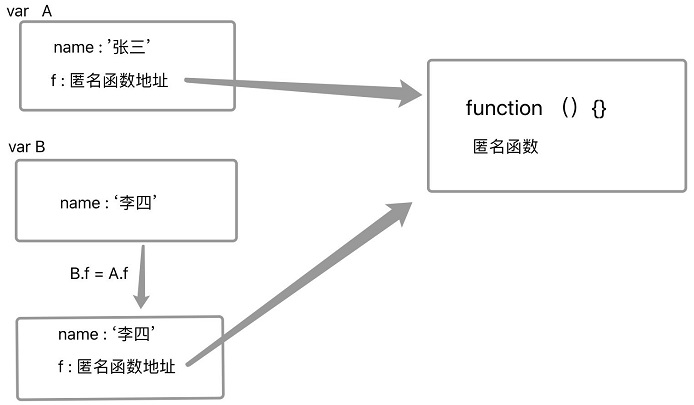 var A
name : ’张三’
f : 匿名函数地址
function （）{}
匿名函数
var B
name : ‘李四’
B.f = A.f
name : ‘李四’
f : 匿名函数地址